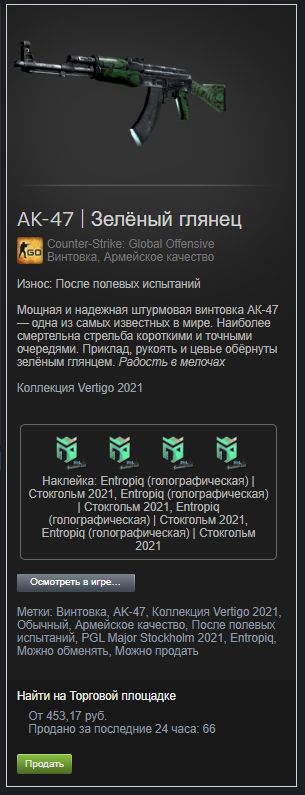 АК-47 | Зелёный глянец
GO
Counter-Strike: Global Offensive
Винтовка, Армейское качество
Износ: После полевых испытаний
Мощная и надежная штурмовая винтовка АК-47
— одна из самых известных в мире. Наиболее
смертельна стрельба короткими и точными
очередями. Приклад, рукоять и цевье обёрнуты
зелёным глянцем. Радость в мелочах
Коллекция Vertigo 2021
Наклейка: Entropiq (голографическая) |
Стокгольм 2021, Entropiq (голографическая)
| Стокгольм 2021, Entropiq
(голографическая) | Стокгольм 2021,
Entropiq (голографическая) | Стокгольм
2021
Осмотреть в игре...
Метки: Винтовка, АК-47, Коллекция Vertigo 2021,
Обычный, Армейское качество, После полевых
испытаний, PGL Major Stockholm 2021, Entropiq,
Можно обменять, Можно продать
Найти на Торговой площадке
От 453,17 руб.
Продано за последние 24 часа: 66
Продать